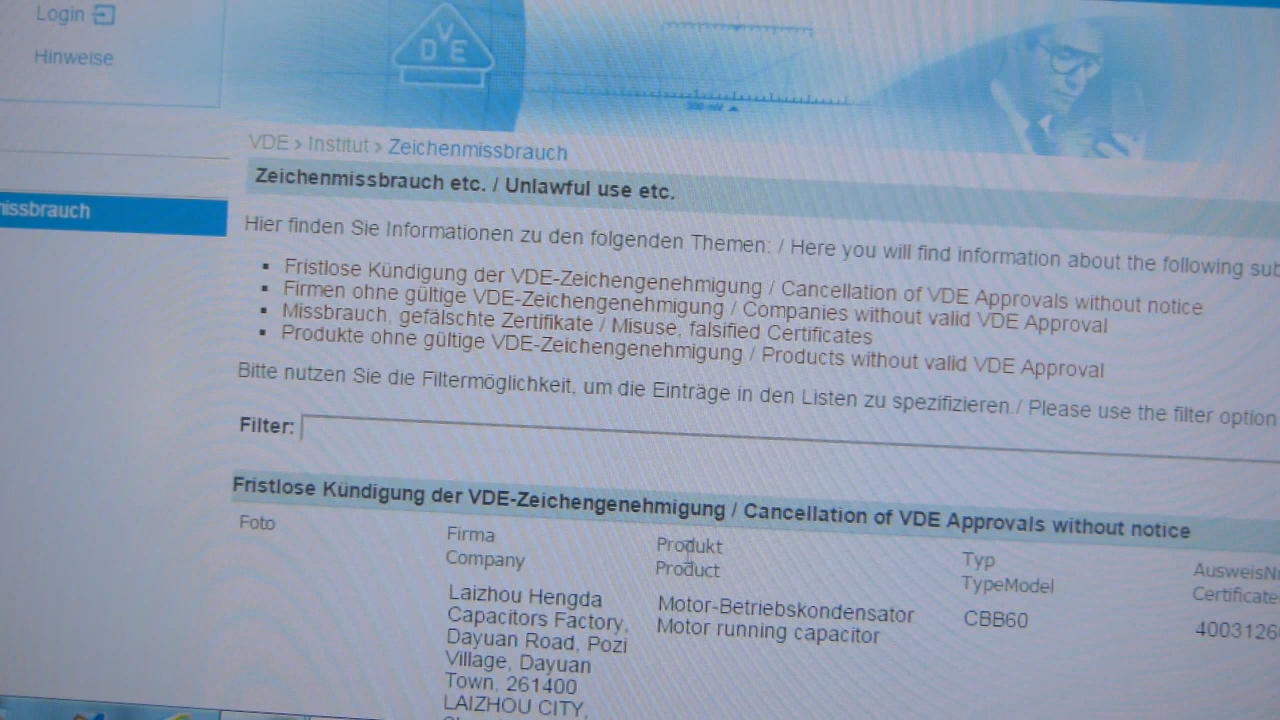 Login
Hinweise
VDE
VDE > Institut > Zeichenmissbrauch
Zeichenmissbrauch etc. / Unlawful use etc.
missbrauch
Hier finden Sie Informationen zu den folgenden Themen: / Here you will find information about the following sub
Fristlose Kündigung der VDE-Zeichengenehmigung / Cancellation of VDE Approvals without notice
Firmen ohne gültige VDE-Zeichengenehmigung / Companies without valid VDE Approval
Missbrauch, gefälschte Zertifikate / Misuse, falsified Certificates
Produkte ohne gültige VDE-Zeichengenehmigung / Products without valid VDE Approval
Bitte nutzen Sie die Filtermöglichkeit, um die Einträge in den Listen zu spezifizieren./ Please use the filter option
Filter:
Fristlose Kündigung der VDE-Zeichengenehmigung / Cancellation of VDE Approvals without notice
Foto
Firma
Company
Produkt
Product
Typ
TypeModel
AusweisN
Certificate
Laizhou Hengda
Capacitors Factory,
Dayuan Road, Pozi
Village, Dayuan
Town, 261400
LAIZHOU CITY,
Motor-Betriebskondensator
Motor running capacitor
CBB60
4003126